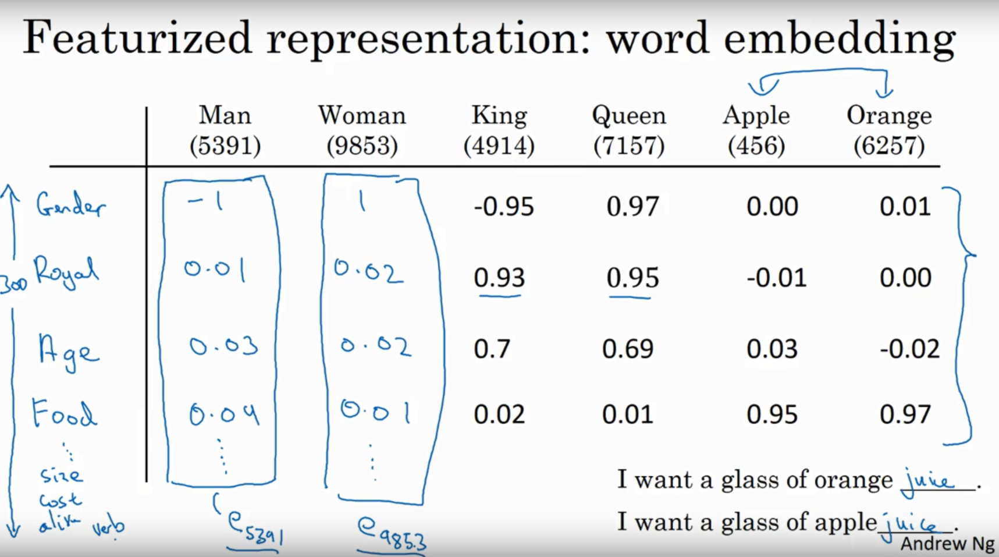 Featurized representation: word embedding
Man Woman King Queen Apple Orange
(5391) (9853) (4914) (7157) (456) (6257)
Gender -1 1 -0.95 0.97 0.00 0.01
Royal 0.01 0.02 0.93 0.95 -0.01 0.00
300
Age 0.03 0.02 0.7 0.69 0.03 -0.02
Food 0.04 0.01 0.02 0.01 0.95 0.97
size
cost
alive verb
e5391 e9853
I want a glass of orange juice.
I want a glass of apple juice.
Andrew Ng